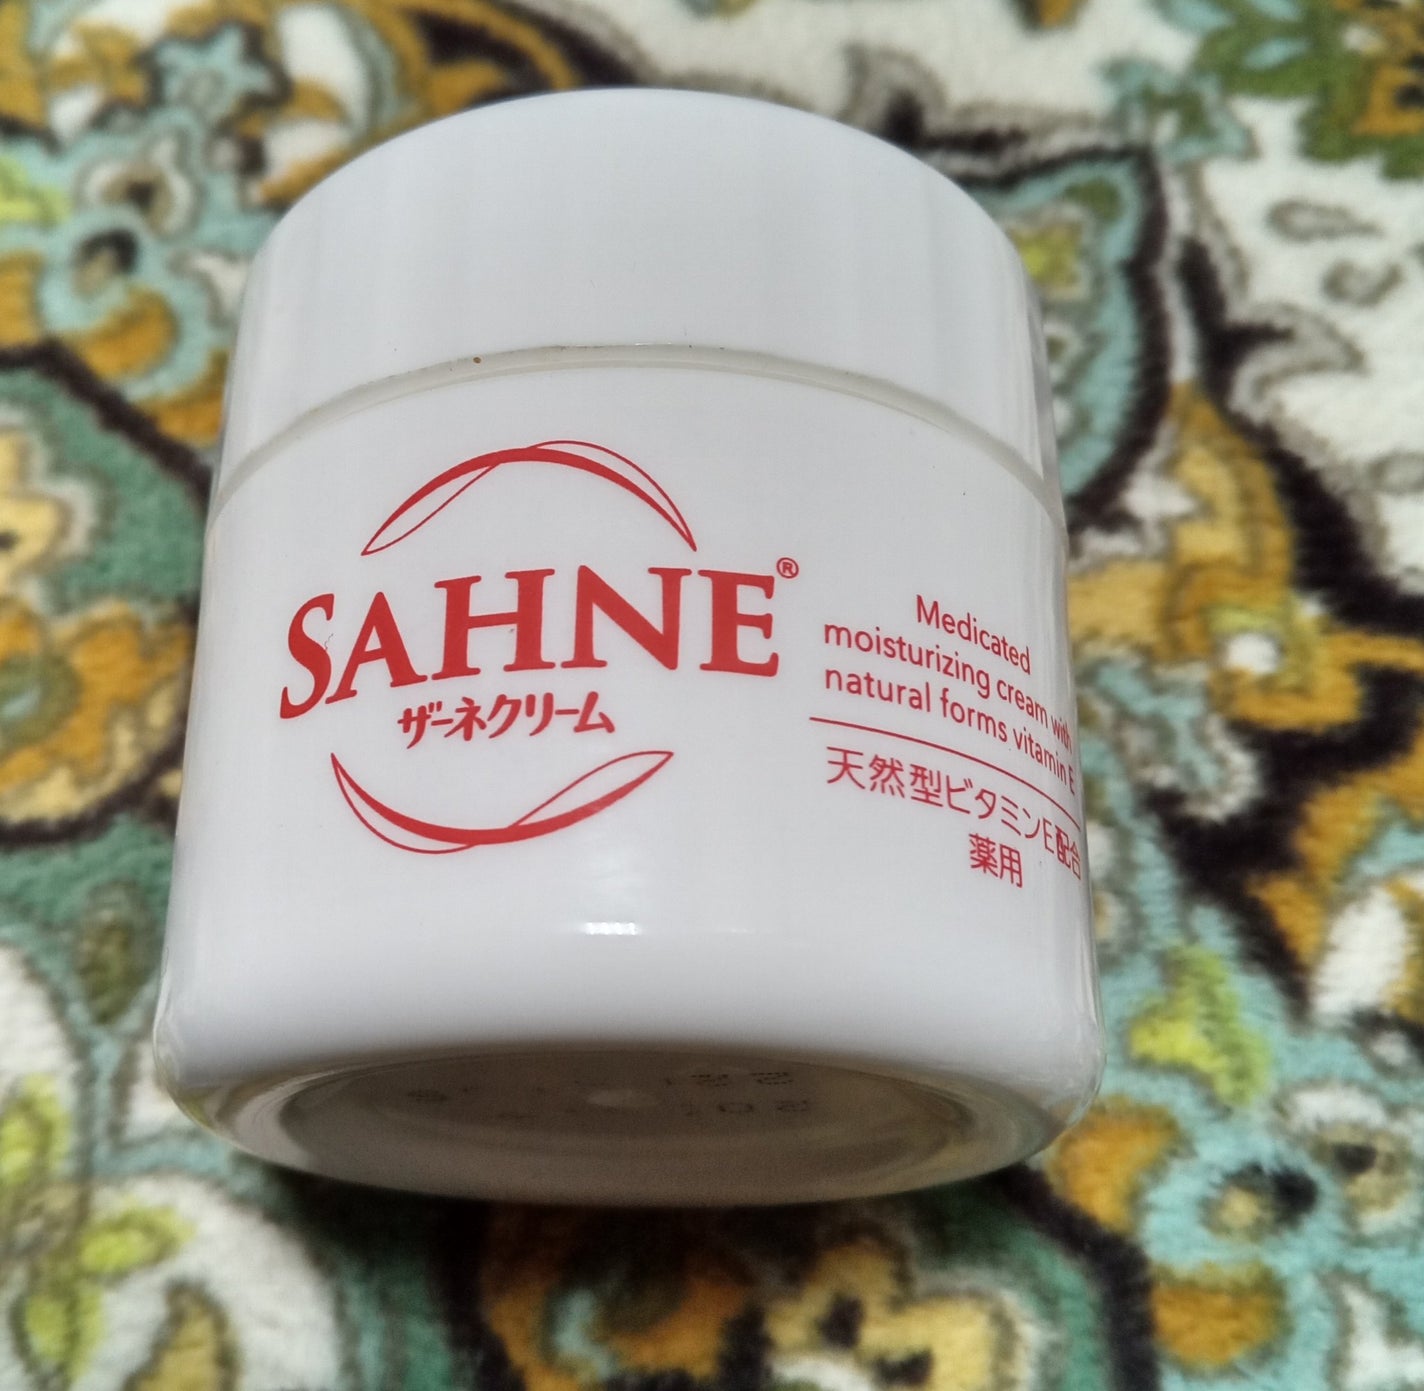 SAHNE®
ザーネクリーム
Medicated
moisturizing cream with
natural forms vitamin E
天然型ビタミンE配合
薬用